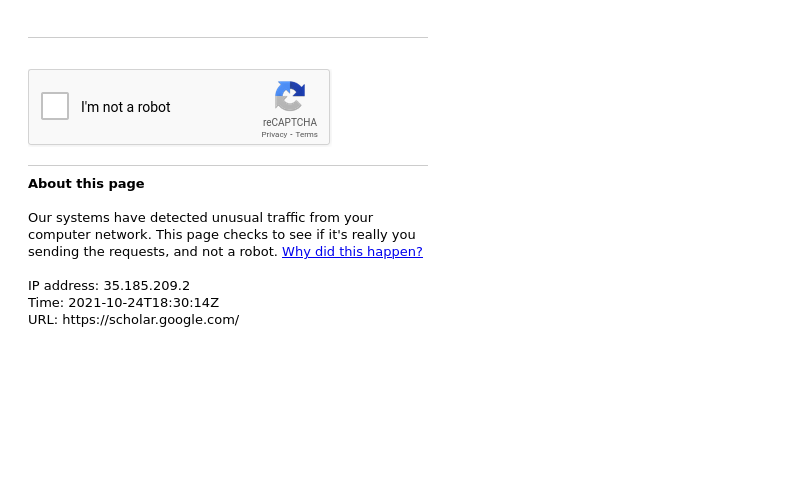 I'm not a robot
reCAPTCHA
Privacy - Terms
About this page
Our systems have detected unusual traffic from your
computer network. This page checks to see if it's really you
sending the requests, and not a robot. Why did this happen?
IP address: 35.185.209.2
Time: 2021-10-24T18:30:14Z
URL: https://scholar.google.com/